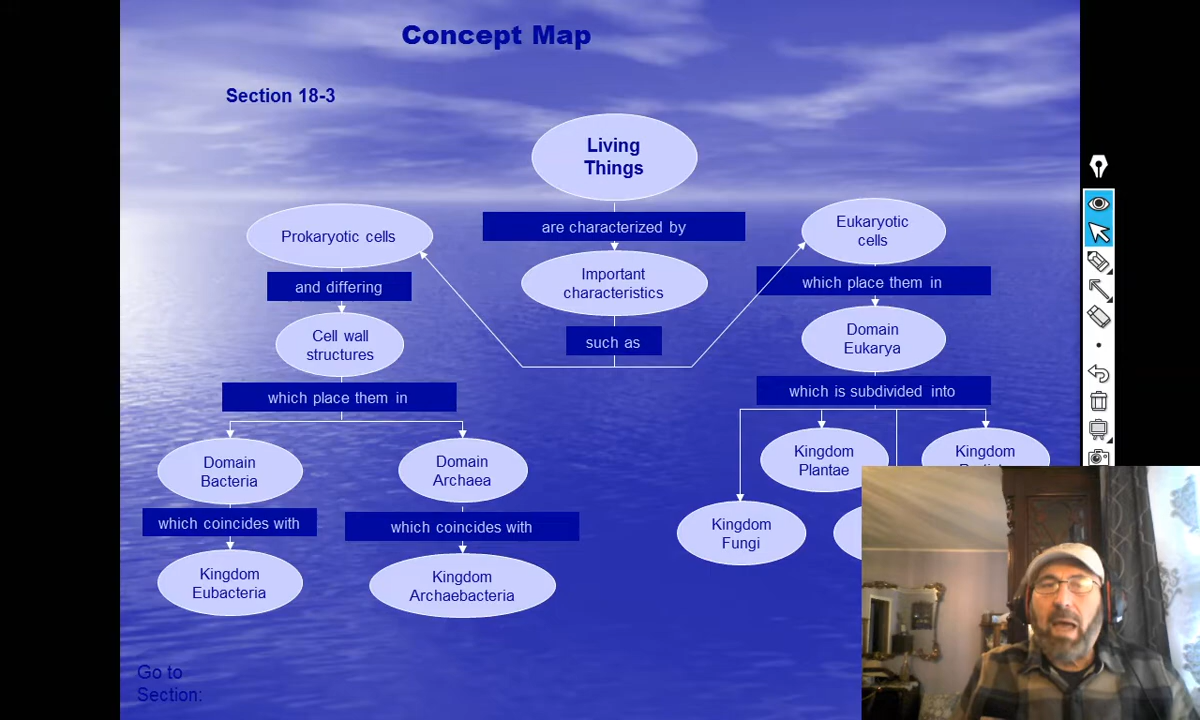 Concept Map
Section 18-3
Living
Things
are characterized by
Important
characteristics
such as
Prokaryotic cells
and differing
Cell wall
structures
which place them in
Domain
Bacteria
which coincides with
Kingdom
Eubacteria
Domain
Archaea
which coincides with
Kingdom
Archaebacteria
Eukaryotic
cells
which place them in
Domain
Eukarya
which is subdivided into
Kingdom
Plantae
Kingdom
Kingdom
Fungi
Go to
Section: